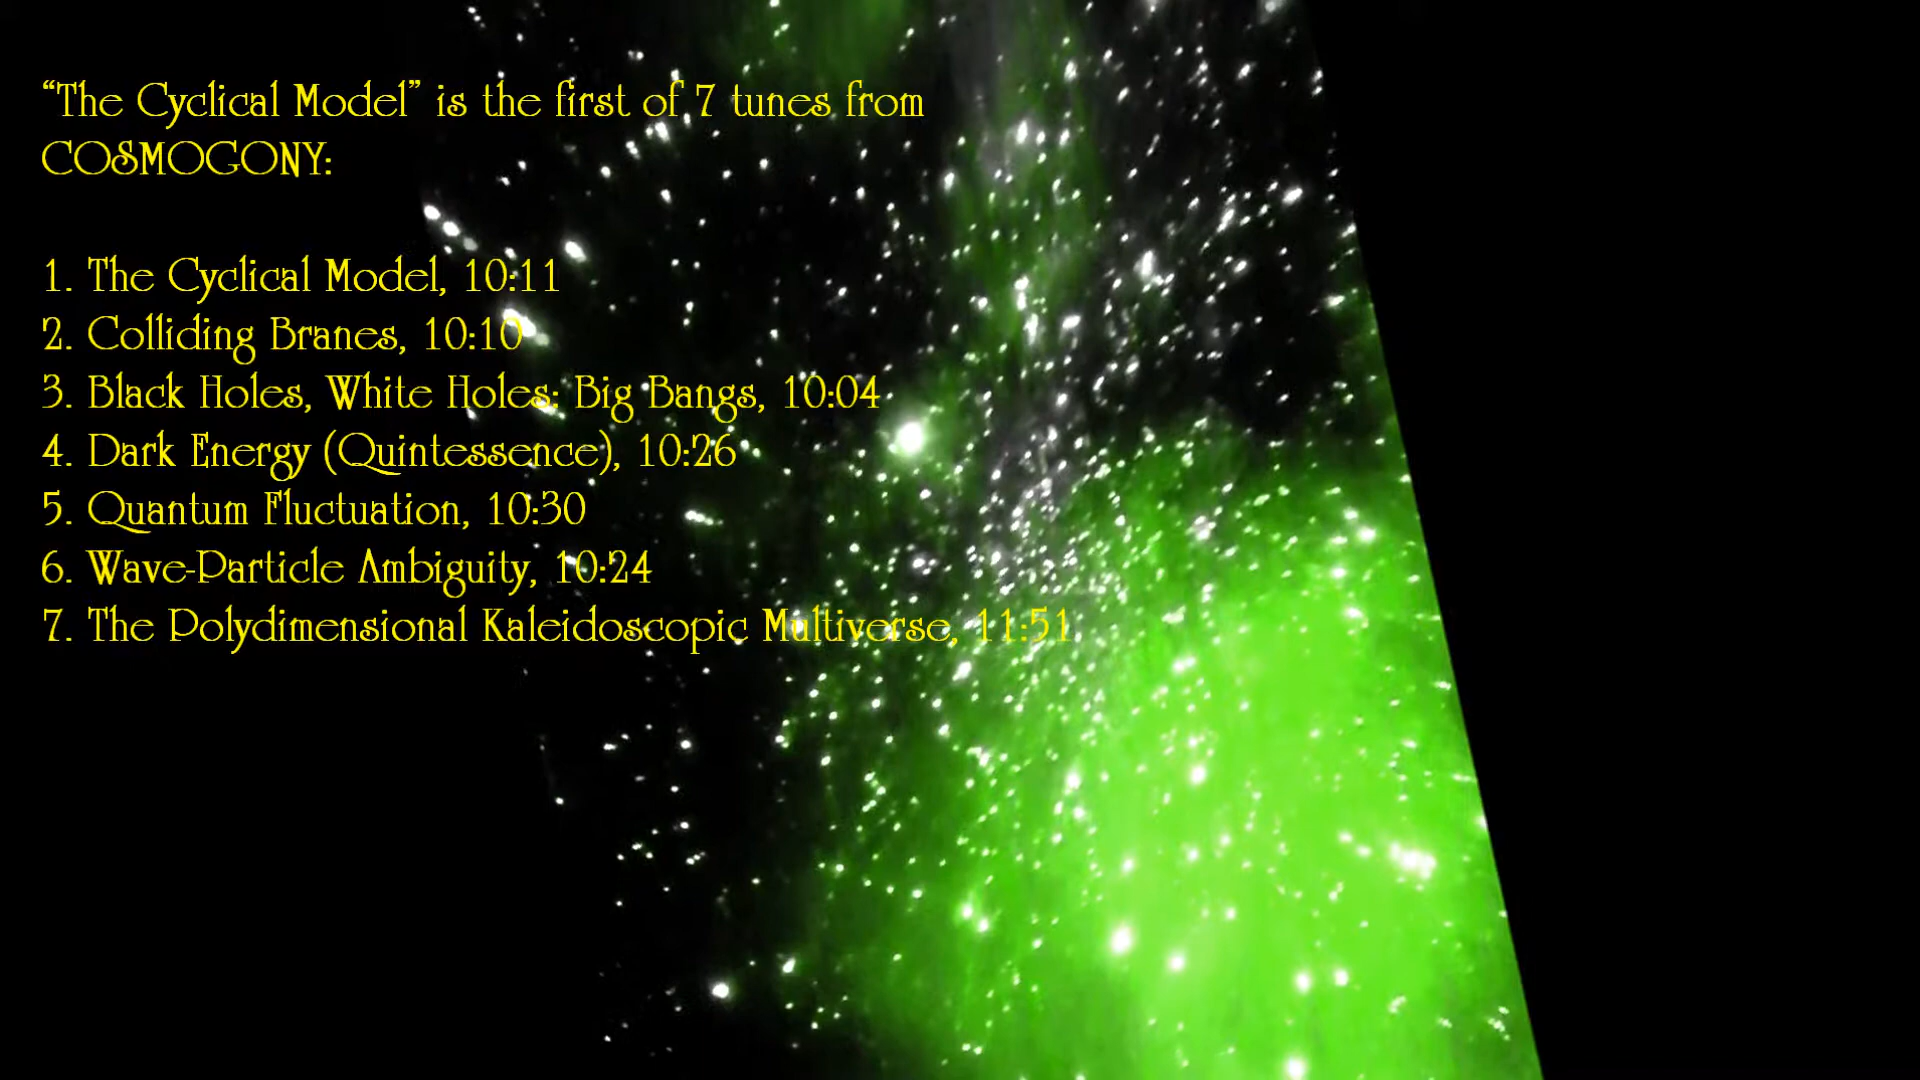 “The Cyclical Model” is the first of 7 tunes from
COSMOGONY:
1. The Cyclical Model, 10:11
2. Colliding Branes, 10:10
3. Black Holes, White Holes: Big Bangs, 10:04
4. Dark Energy (Quintessence), 10:26
5. Quantum Fluctuation, 10:30
6. Wave-Particle Ambiguity, 10:24
7. The Polydimensional Kaleidoscopic Multiverse, 11:51